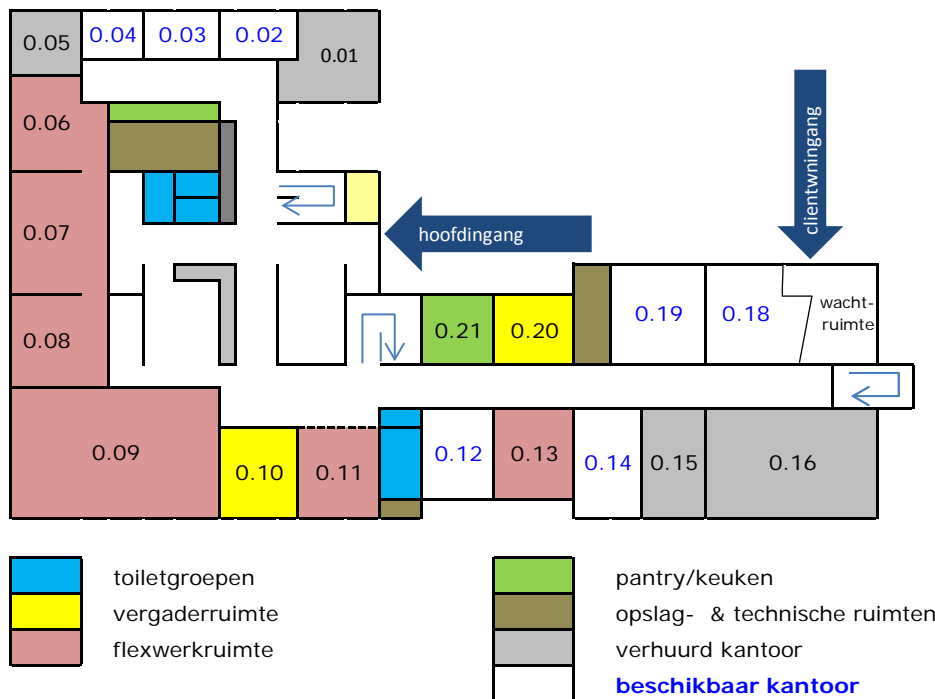 0.05
0.04
0.03
0.02
0.01
0.06
0.07
hoofdingang
clientwningang
0.08
0.21
0.20
0.19
0.18
wacht-
ruimte
0.09
0.10
0.11
0.12
0.13
0.14
0.15
0.16
toiletgroepen
vergaderruimte
flexwerkruimte
pantry/keuken
opslag- & technische ruimten
verhuurd kantoor
beschikbaar kantoor